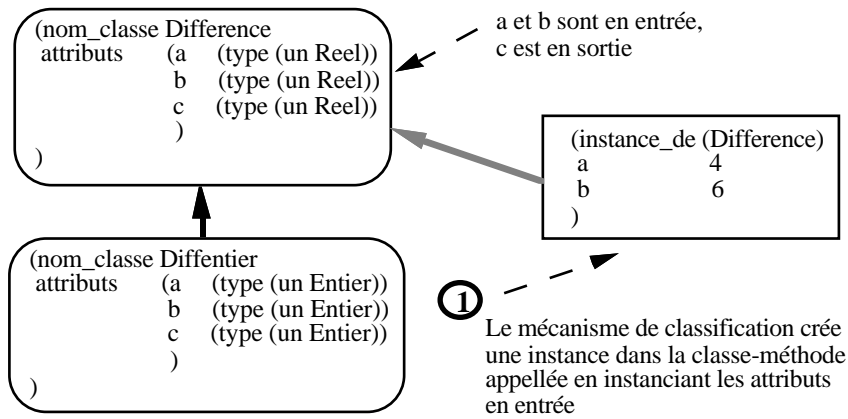 (nom_classe Difference
attributs (a (type (un Reel))
b (type (un Reel))
c (type (un Reel))
)
)
a et b sont en entrée,
c est en sortie
(instance_de (Difference)
a 4
b 6
)
(nom_classe Diffentier
attributs (a (type (un Entier))
b (type (un Entier))
c (type (un Entier))
)
)
1
Le mécanisme de classification crée
une instance dans la classe-méthode
appellée en instanciant les attributs
en entrée